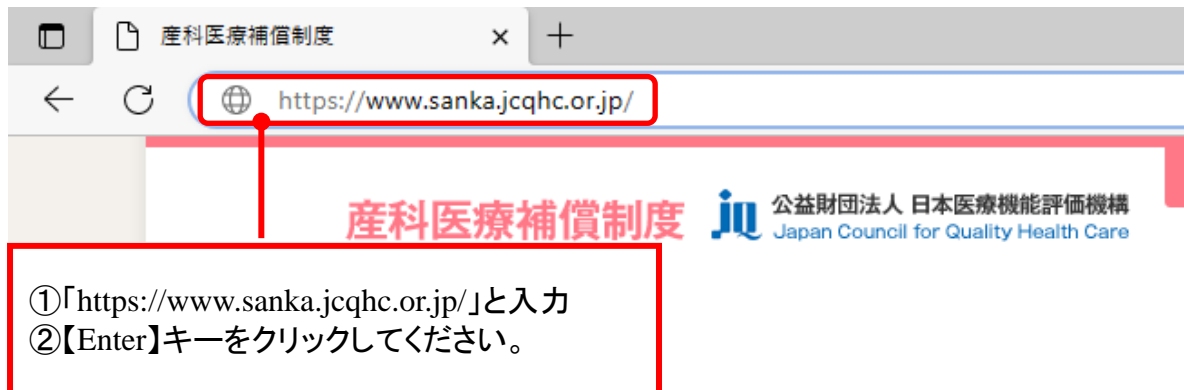 産科医療補償制度
https://www.sanka.jcqhc.or.jp/
産科医療補償制度
jq 公益財団法人 日本医療機能評価機構
Japan Council for Quality Health Care
①「https://www.sanka.jcqhc.or.jp/」と入力
②【Enter】キーをクリックしてください。